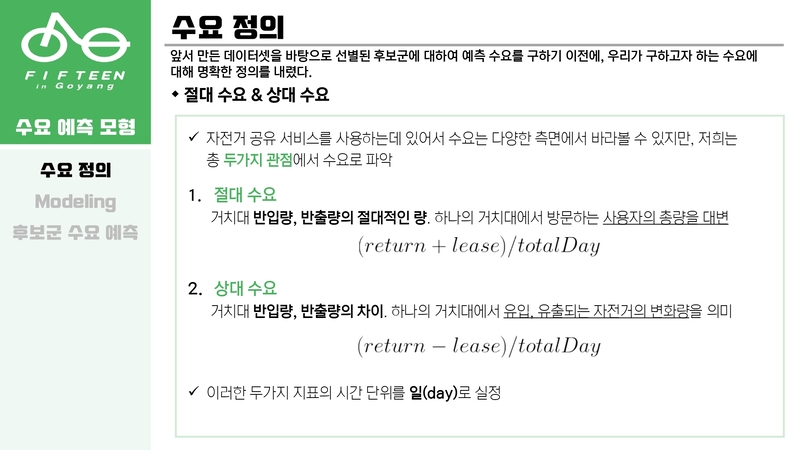 FIFTEEN
in Goyang
수요 예측 모형
수요 정의
Modeling
후보군 수요 예측
수요 정의
앞서 만든 데이터셋을 바탕으로 선별된 후보군에 대하여 예측 수요를 구하기 이전에, 우리가 구하고자 하는 수요에
대해 명확한 정의를 내렸다.
◆ 절대 수요 & 상대 수요
✓ 자전거 공유 서비스를 사용하는데 있어서 수요는 다양한 측면에서 바라볼 수 있지만, 저희는
총 두가지 관점에서 수요로 파악
1. 절대 수요
거치대 반입량, 반출량의 절대적인 량. 하나의 거치대에서 방문하는 사용자의 총량을 대변
(return + lease)/totalDay
2. 상대 수요
거치대 반입량, 반출량의 차이. 하나의 거치대에서 유입, 유출되는 자전거의 변화량을 의미
(return − lease)/totalDay
✓ 이러한 두가지 지표의 시간 단위를 일(day)로 실정